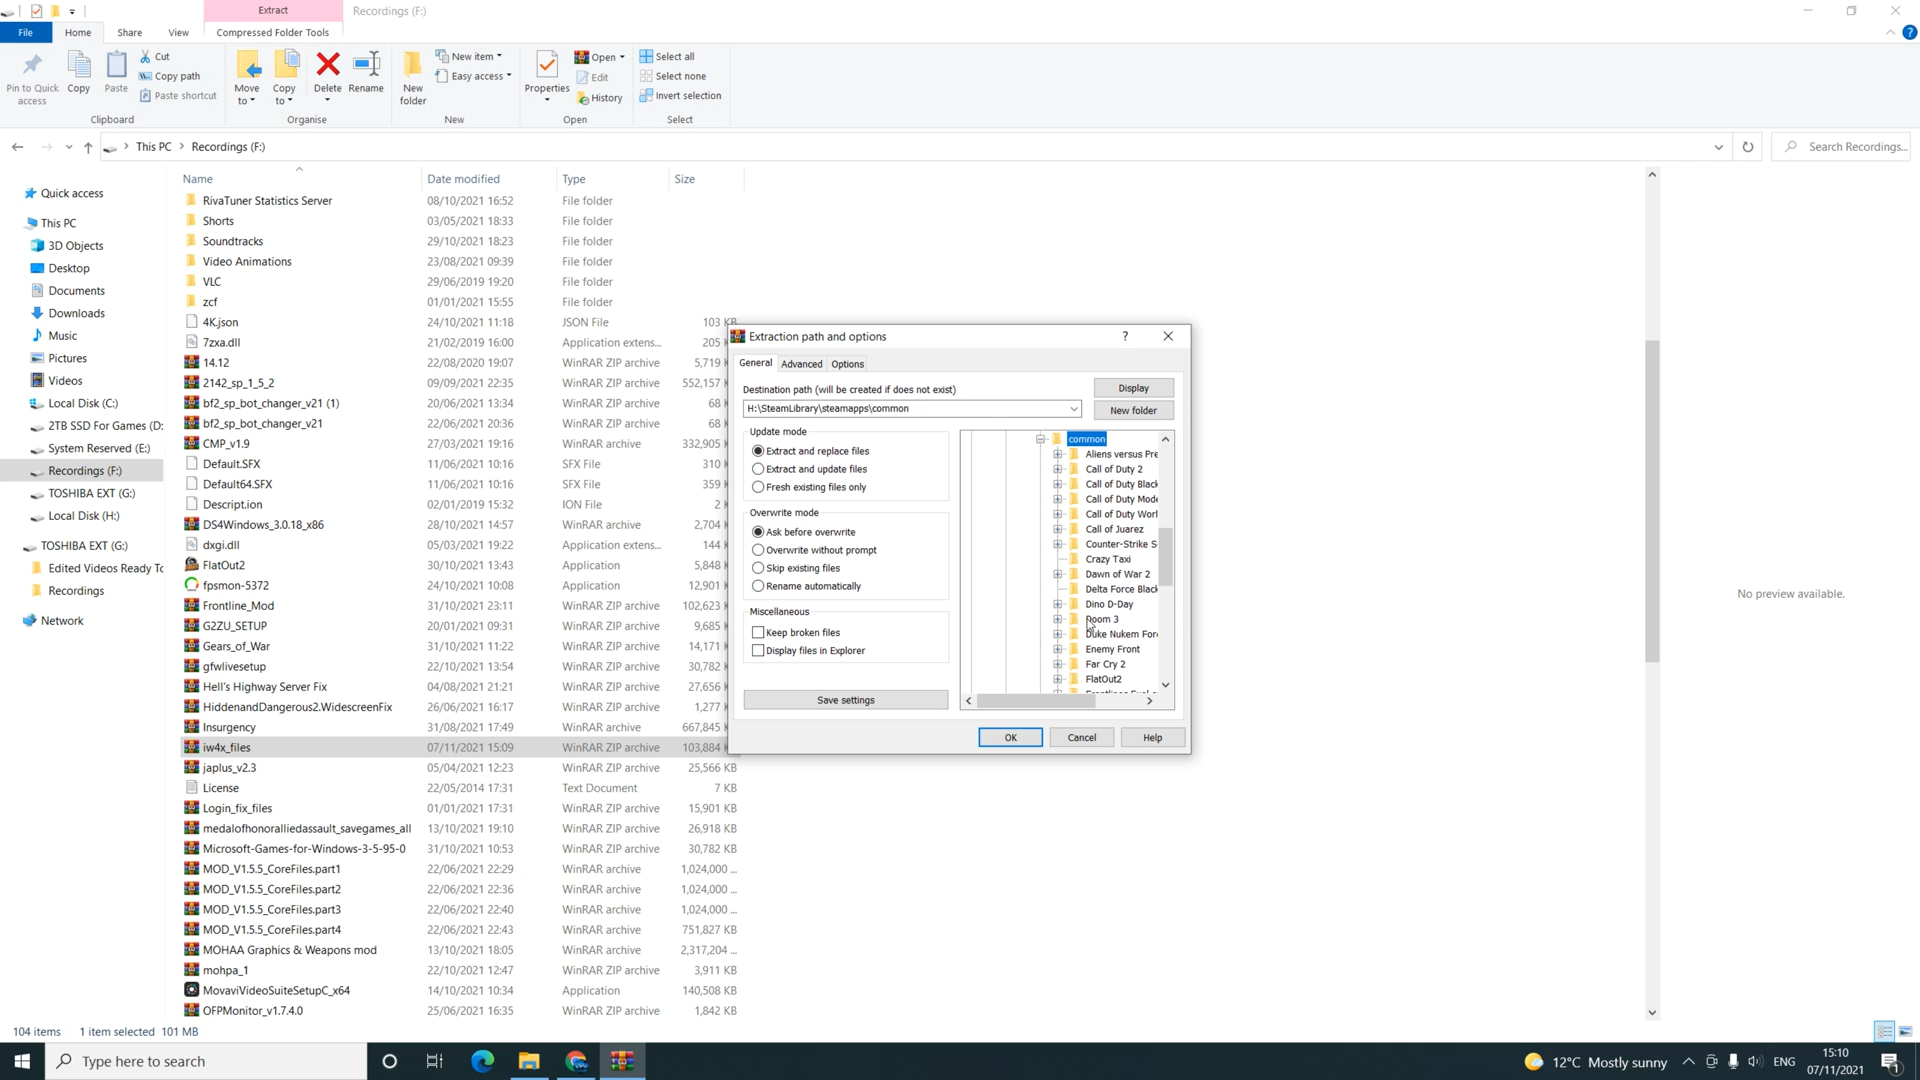 Extract
Recordings (F:)
File
Home
Share
View
Compressed Folder Tools
Pin to Quick access
Copy
Paste
Cut
Copy path
Paste shortcut
Clipboard
Move to
Copy to
Delete
Rename
Organise
New folder
New item
Easy access
New
Properties
Open
Edit
History
Open
Select all
Select none
Invert selection
Select
This PC > Recordings (F:)
Search Recordings...
Name Date modified Type Size
Quick access
This PC
3D Objects
Desktop
Documents
Downloads
Music
Pictures
Videos
Local Disk (C:)
2TB SSD For Games (D:
System Reserved (E:)
Recordings (F:)
TOSHIBA EXT (G:)
Local Disk (H:)
TOSHIBA EXT (G:)
Edited Videos Ready To
Recordings
Network
RivaTuner Statistics Server 08/10/2021 16:52 File folder
Shorts 03/05/2021 18:33 File folder
Soundtracks 29/10/2021 18:23 File folder
Video Animations 23/08/2021 09:39 File folder
VLC 29/06/2019 19:20 File folder
zcf 01/01/2021 15:55 File folder
4K.json 24/10/2021 11:18 JSON File 103 KB
7zxa.dll 21/02/2019 16:00 Application extens... 205
14.12 22/08/2020 19:07 WinRAR ZIP archive 5,719
2142_sp_1_5_2 09/09/2021 22:35 WinRAR ZIP archive 552,157
bf2_sp_bot_changer_v21 (1) 20/06/2021 13:34 WinRAR ZIP archive 68
bf2_sp_bot_changer_v21 22/06/2021 20:36 WinRAR ZIP archive 68
CMP_v1.9 27/03/2021 19:16 WinRAR archive 332,905
Default.SFX 11/06/2021 10:16 SFX File 310
Default64.SFX 11/06/2021 10:16 SFX File 359
Descript.ion 02/01/2019 15:32 ION File 2
DS4Windows_3.0.18_x86 28/10/2021 14:57 WinRAR archive 2,704
dxgi.dll 05/03/2021 19:22 Application extens... 144
FlatOut2 30/10/2021 13:43 Application 5,848
fpsmon-5372 24/10/2021 10:08 Application 12,901
Frontline_Mod 31/10/2021 23:11 WinRAR ZIP archive 102,623
G2ZU_SETUP 20/01/2021 09:31 WinRAR ZIP archive 9,685
Gears_of_War 31/10/2021 11:22 WinRAR ZIP archive 14,171
gfwlivesetup 22/10/2021 13:54 WinRAR ZIP archive 30,782
Hell's Highway Server Fix 04/08/2021 21:21 WinRAR ZIP archive 27,656
HiddenandDangerous2.WidescreenFix 26/06/2021 16:17 WinRAR ZIP archive 1,277
Insurgency 31/08/2021 17:49 WinRAR archive 667,845
iw4x_files 07/11/2021 15:09 WinRAR ZIP archive 103,884
japlus_v2.3 05/04/2021 12:23 WinRAR ZIP archive 25,566 KB
License 22/05/2014 17:31 Text Document 7 KB
Login_fix_files 01/01/2021 17:31 WinRAR ZIP archive 15,901 KB
medalofhonoralliedassault_savegames_all 13/10/2021 19:10 WinRAR ZIP archive 26,918 KB
Microsoft-Games-for-Windows-3-5-95-0 31/10/2021 10:53 WinRAR ZIP archive 30,782 KB
MOD_V1.5.5_CoreFiles.part1 22/06/2021 22:29 WinRAR archive 1,024,000 ...
MOD_V1.5.5_CoreFiles.part2 22/06/2021 22:36 WinRAR archive 1,024,000 ...
MOD_V1.5.5_CoreFiles.part3 22/06/2021 22:40 WinRAR archive 1,024,000 ...
MOD_V1.5.5_CoreFiles.part4 22/06/2021 22:43 WinRAR archive 751,827 KB
MOHAA Graphics & Weapons mod 13/10/2021 18:05 WinRAR archive 2,317,204 ...
mohpa_1 22/10/2021 12:47 WinRAR ZIP archive 3,911 KB
MovaviVideoSuiteSetupC_x64 14/10/2021 10:34 Application 140,508 KB
OFPMonitor_v1.7.4.0 25/06/2021 16:35 WinRAR ZIP archive 1,842 KB
Extraction path and options
?
General Advanced Options
Destination path (will be created if does not exist)
Display
H:\SteamLibrary\steamapps\common
New folder
Update mode
Extract and replace files
Extract and update files
Fresh existing files only
Overwrite mode
Ask before overwrite
Overwrite without prompt
Skip existing files
Rename automatically
Miscellaneous
Keep broken files
Display files in Explorer
Save settings
common
Aliens versus Pre
Call of Duty 2
Call of Duty Black
Call of Duty Mode
Call of Duty Worl
Call of Juarez
Counter-Strike S
Crazy Taxi
Dawn of War 2
Delta Force Black
Dino D-Day
Doom 3
Duke Nukem Fore
Enemy Front
Far Cry 2
FlatOut2
OK Cancel Help
No preview available.
104 items 1 item selected 101 MB
Type here to search
12°C Mostly sunny
ENG
15:10
07/11/2021
1